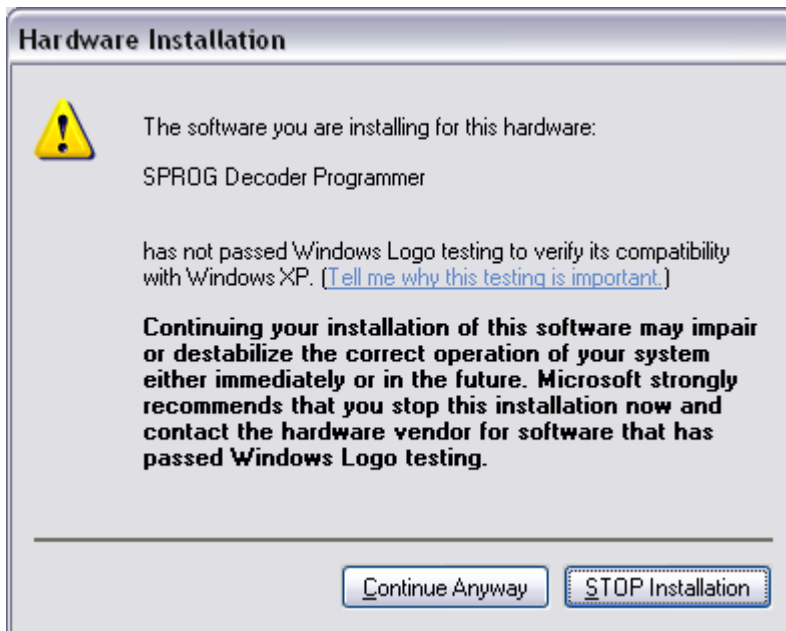 Hardware Installation
The software you are installing for this hardware:
SPROG Decoder Programmer
has not passed Windows Logo testing to verify its compatibility
with Windows XP. (Tell me why this testing is important.)
Continuing your installation of this software may impair
or destabilize the correct operation of your system
either immediately or in the future. Microsoft strongly
recommends that you stop this installation now and
contact the hardware vendor for software that has
passed Windows Logo testing.
Continue Anyway
STOP Installation